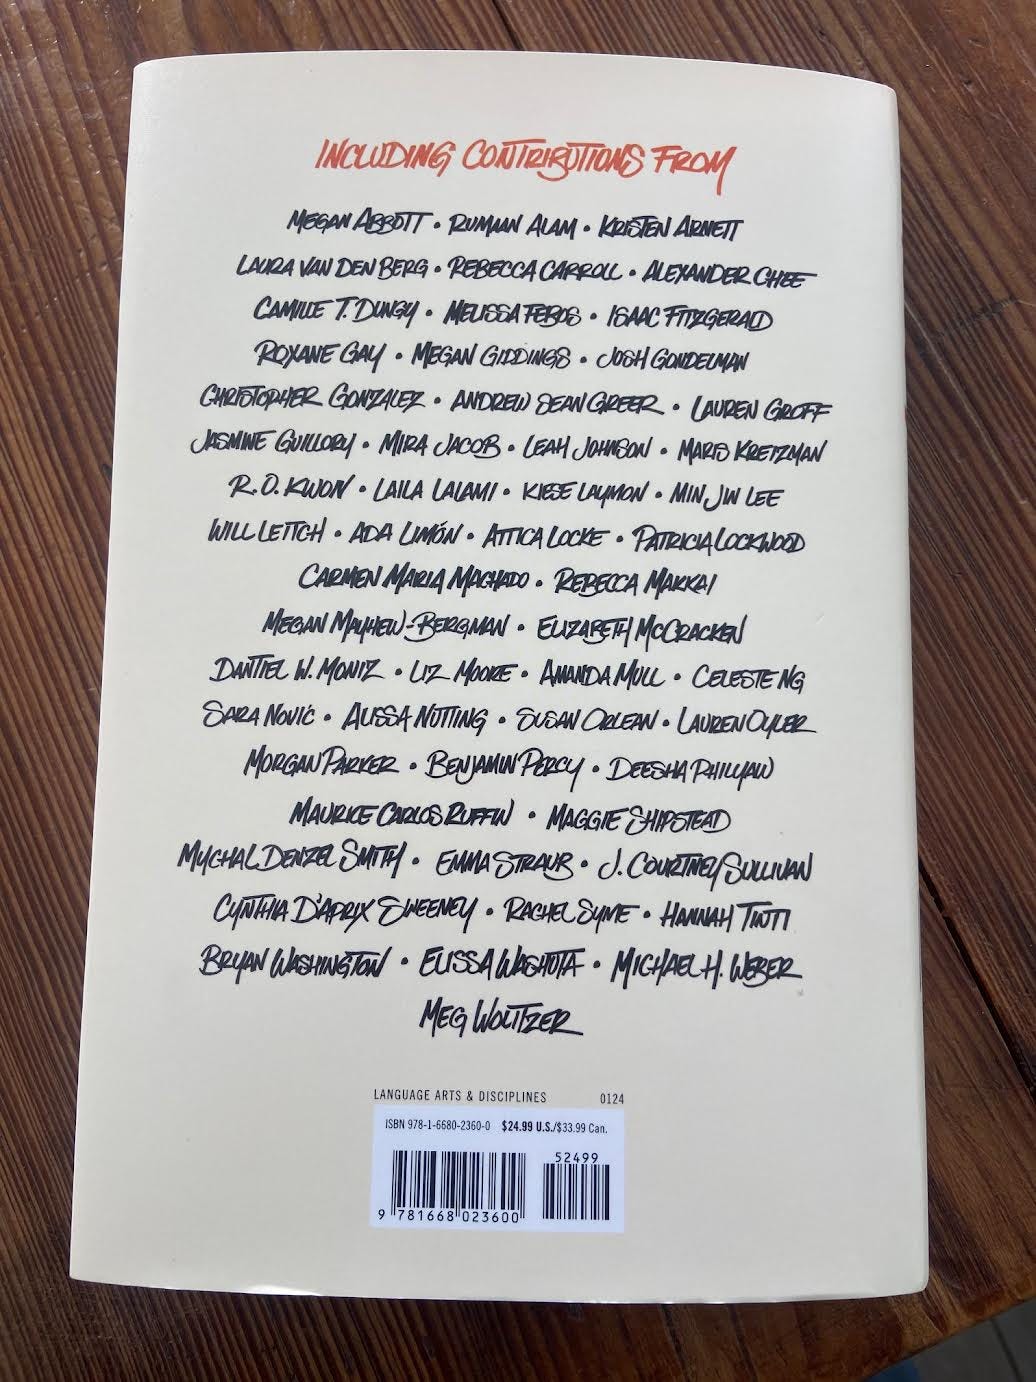 INCLUDING CONTRIBUTIONS FROM
MEGAN ABBOTT • RUMAAN ALAM • KRISTEN ARNETT
LAURA VAN DEN BERG • REBECCA CARROLL • ALEXANDER CHEE
CAMILLE T. DUNGY • MELISSA FEBOS • ISAAC FITZGERALD
ROXANE GAY • MEGAN GIDDINGS • JOSH GONDELMAN
CHRISTOPHER GONZALEZ • ANDREW SEAN GREER • LAUREN GROFF
JASMINE GUILLORY • MIRA JACOB • LEAH JOHNSON • MARIS KREIZMAN
R. O. KWON • LAILA LALAMI • KIESE LAYMON • MIN JIN LEE
WILL LEITCH • ADA LIMÓN • ATTICA LOCKE • PATRICIA LOCKWOOD
CARMEN MARIA MACHADO • REBECCA MAKKAI
MEGAN MAYHEW-BERGMAN • ELIZABETH MCCRACKEN
DANTIEL W. MONIZ • LIZ MOORE • AMANDA MULL • CELESTE NG
SARA NOVIĆ • ALISSA NUTTING • SUSAN ORLEAN • LAUREN OYLER
MORGAN PARKER • BENJAMIN PERCY • DEESHA PHILYAW
MAURICE CARLOS RUFFIN • MAGGIE SHIPSTEAD
MYCHAL DENZEL SMITH • EMMA STRAUB • J. COURTNEY SULLIVAN
CYNTHIA D'APRIX SWEENEY • RACHEL SYME • HANNAH TINTI
BRYAN WASHINGTON • ELISSA WASHUTA • MICHAEL H. WEBER
MEG WOLITZER
LANGUAGE ARTS & DISCIPLINES 0124
ISBN 978-1-6680-2360-0 $24.99 U.S./$33.99 Can.
52499
9 781668 023600